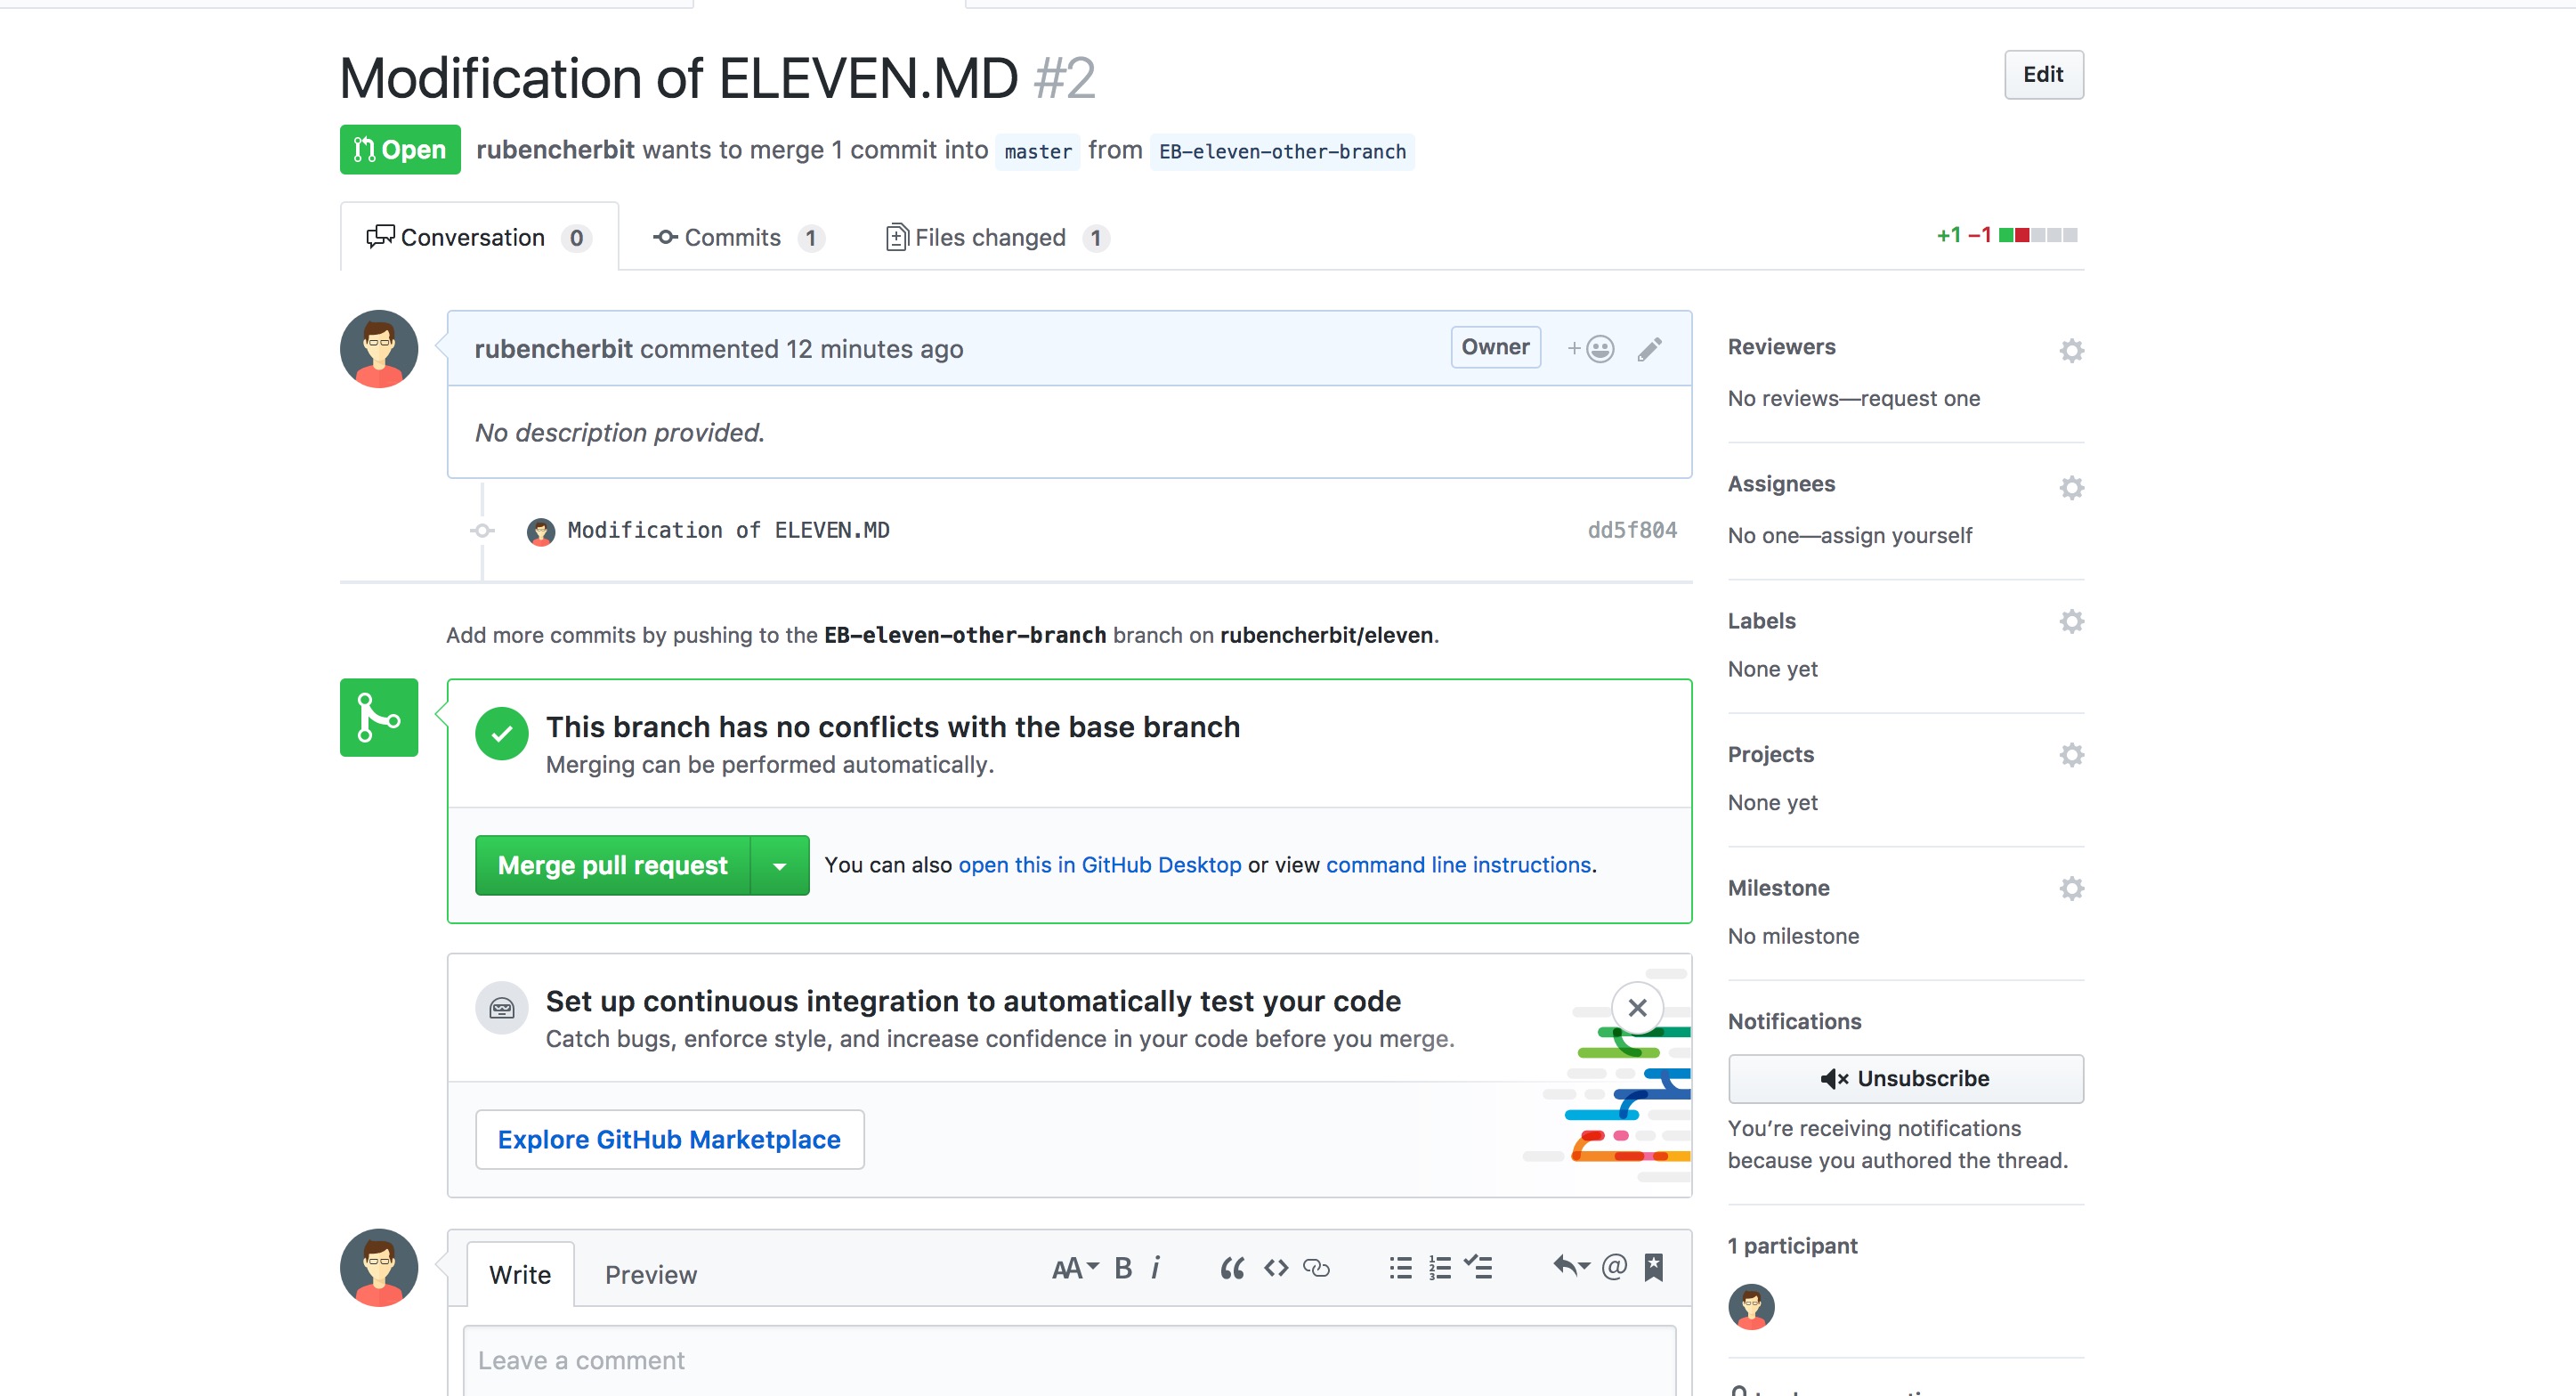 Modification of ELEVEN.MD #2
Edit
Open rubencherbit wants to merge 1 commit into master from EB-eleven-other-branch
Conversation 0 Commits 1 Files changed 1
+1 −1
rubencherbit commented 12 minutes ago
Owner
No description provided.
Modification of ELEVEN.MD dd5f804
Add more commits by pushing to the EB-eleven-other-branch branch on rubencherbit/eleven.
This branch has no conflicts with the base branch
Merging can be performed automatically.
Merge pull request You can also open this in GitHub Desktop or view command line instructions.
Set up continuous integration to automatically test your code
Catch bugs, enforce style, and increase confidence in your code before you merge.
Explore GitHub Marketplace
Write Preview
Leave a comment
Reviewers
No reviews—request one
Assignees
No one—assign yourself
Labels
None yet
Projects
None yet
Milestone
No milestone
Notifications
Unsubscribe
You’re receiving notifications
because you authored the thread.
1 participant